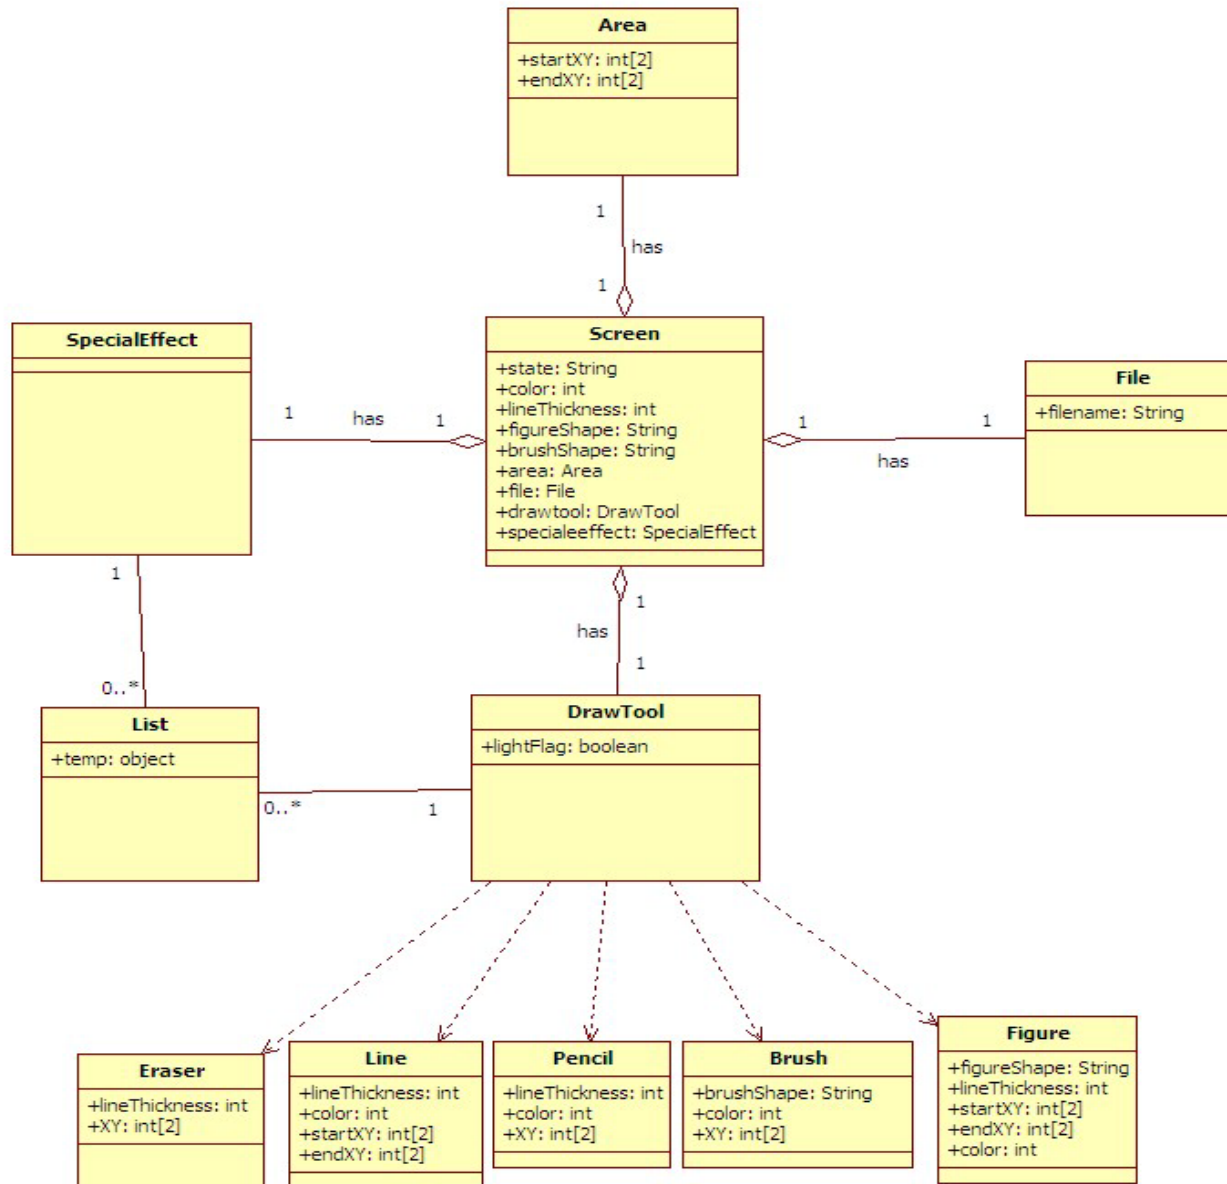 Area
+startXY: int[2]
+endXY: int[2]
1
has
1
SpecialEffect
1
has
1
Screen
+state: String
+color: int
+lineThickness: int
+figureShape: String
+brushShape: String
+area: Area
+file: File
+drawtool: DrawTool
+specialeeffect: SpecialEffect
1
has
1
File
+filename: String
1
0..*
1
has
1
List
+temp: object
0..*
1
DrawTool
+lightFlag: boolean
Eraser
+lineThickness: int
+XY: int[2]
Line
+lineThickness: int
+color: int
+startXY: int[2]
+endXY: int[2]
Pencil
+lineThickness: int
+color: int
+XY: int[2]
Brush
+brushShape: String
+color: int
+XY: int[2]
Figure
+figureShape: String
+lineThickness: int
+startXY: int[2]
+endXY: int[2]
+color: int